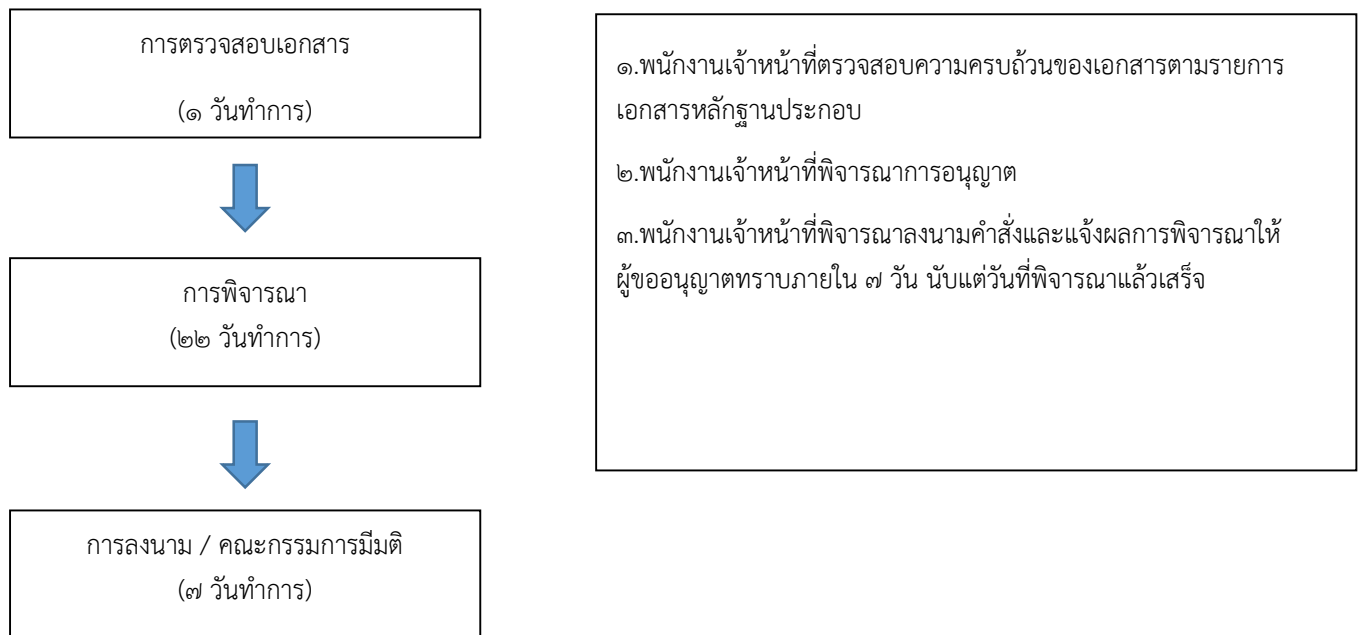 การตรวจสอบเอกสาร
(๑ วันทำการ)
การพิจารณา
(๒๒ วันทำการ)
การลงนาม / คณะกรรมการมีมติ
(๗ วันทำการ)
๑.พนักงานเจ้าหน้าที่ตรวจสอบความครบถ้วนของเอกสารตามรายการ
เอกสารหลักฐานประกอบ
๒.พนักงานเจ้าหน้าที่พิจารณาการอนุญาต
๓.พนักงานเจ้าหน้าที่พิจารณาลงนามคำสั่งและแจ้งผลการพิจารณาให้
ผู้ขออนุญาตทราบภายใน ๗ วัน นับแต่วันที่พิจารณาแล้วเสร็จ